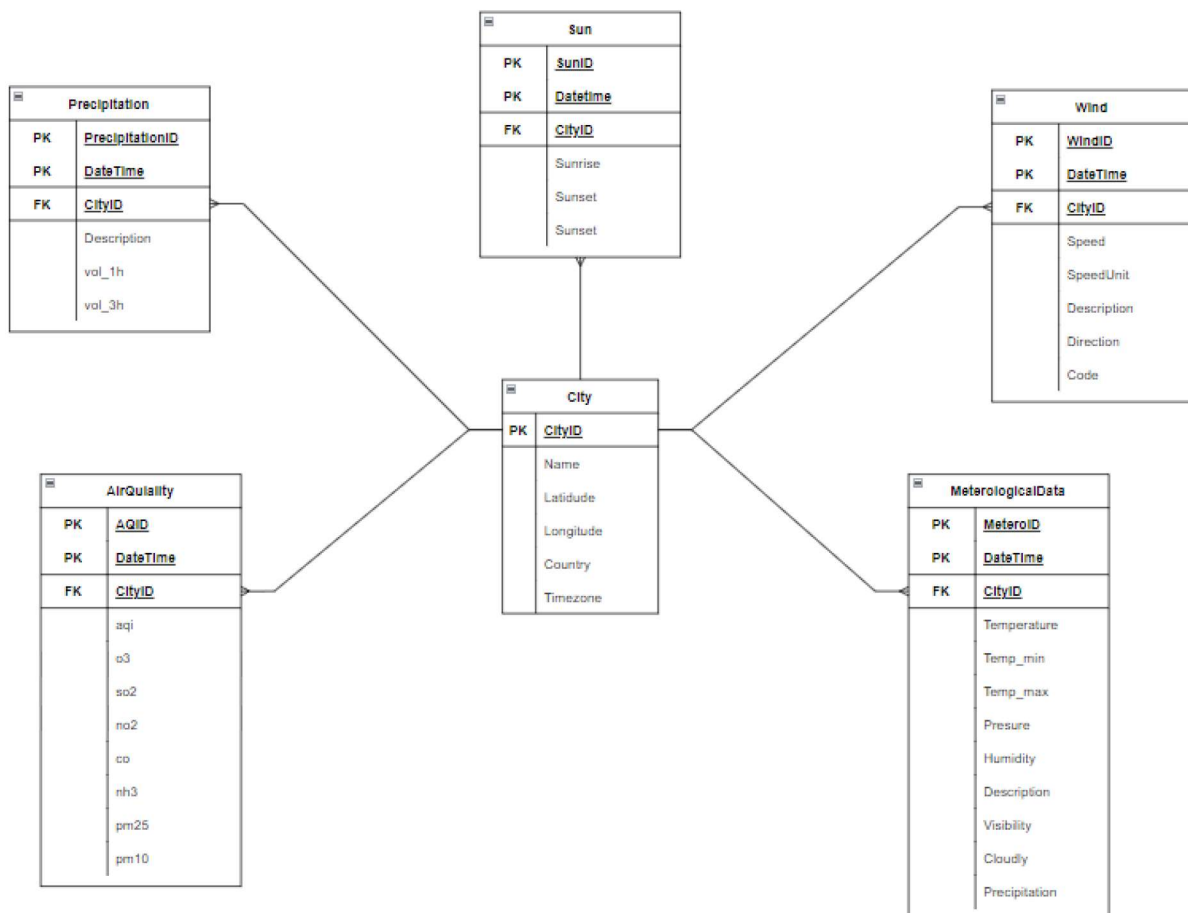 Sun
PK SunID
PK Datetime
FK CityID
Sunrise
Sunset
Sunset
Precipitation
PK PrecipitationID
PK DateTime
FK CityID
Description
vol_1h
vol_3h
Wind
PK WindID
PK DateTime
FK CityID
Speed
SpeedUnit
Description
Direction
Code
City
PK CityID
Name
Latidude
Longitude
Country
Timezone
AirQuiality
PK AQID
PK DateTime
FK CityID
aqi
o3
so2
no2
co
nh3
pm25
pm10
MeterologicalData
PK MeteroID
PK DateTime
FK CityID
Temperature
Temp_min
Temp_max
Presure
Humidity
Description
Visibility
Cloudly
Precipitation